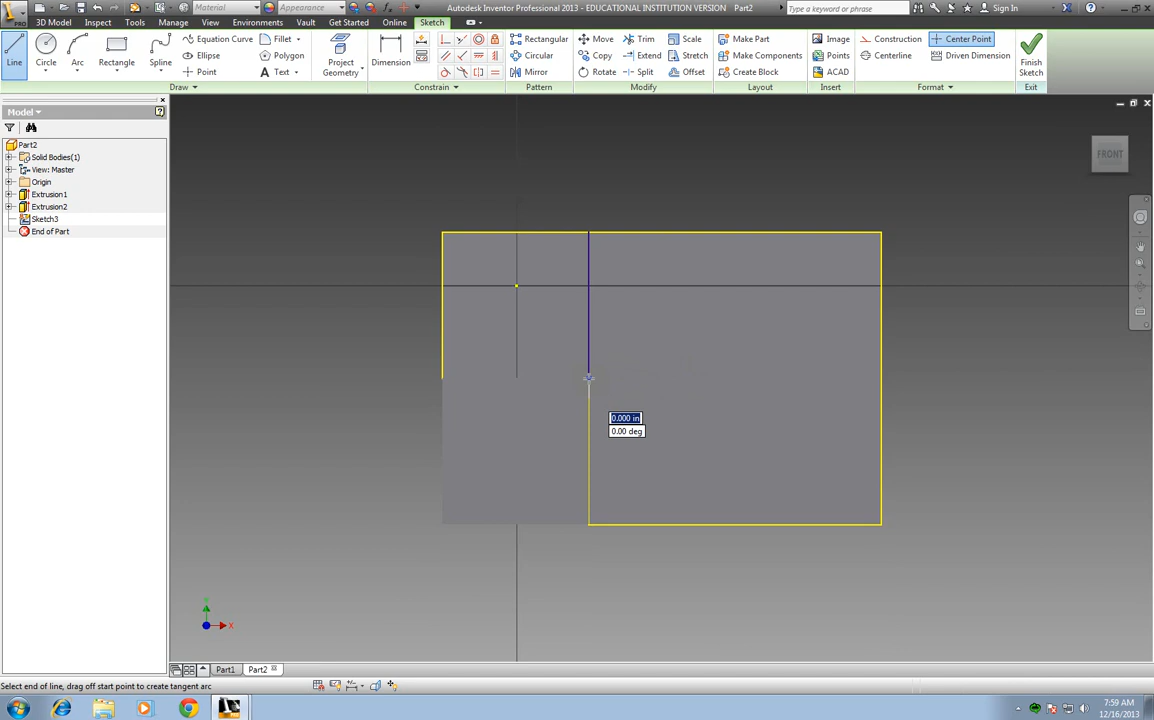 Material
Appearance
Autodesk Inventor Professional 2013 - EDUCATIONAL INSTITUTION VERSION Part2
Type a keyword or phrase
Sign In
PRO
3D Model Inspect Tools Manage View Environments Vault Get Started Online Sketch
Line
Circle
Arc
Rectangle
Spline
Equation Curve
Ellipse
Point
Fillet
Polygon
Text
Project
Geometry
Dimension
Rectangular
Circular
Mirror
Move
Copy
Rotate
Trim
Extend
Split
Scale
Stretch
Offset
Make Part
Make Components
Create Block
Image
Points
ACAD
Construction
Centerline
Center Point
Driven Dimension
Finish
Sketch
Draw
Constrain
Pattern
Modify
Layout
Insert
Format
Exit
Model
Part2
Solid Bodies(1)
View: Master
Origin
Extrusion1
Extrusion2
Sketch3
End of Part
FRONT
0.000 in
0.00 deg
Y
X
Part1
Part2
Select end of line, drag off start point to create tangent arc
1
2
7:59 AM
12/16/2013